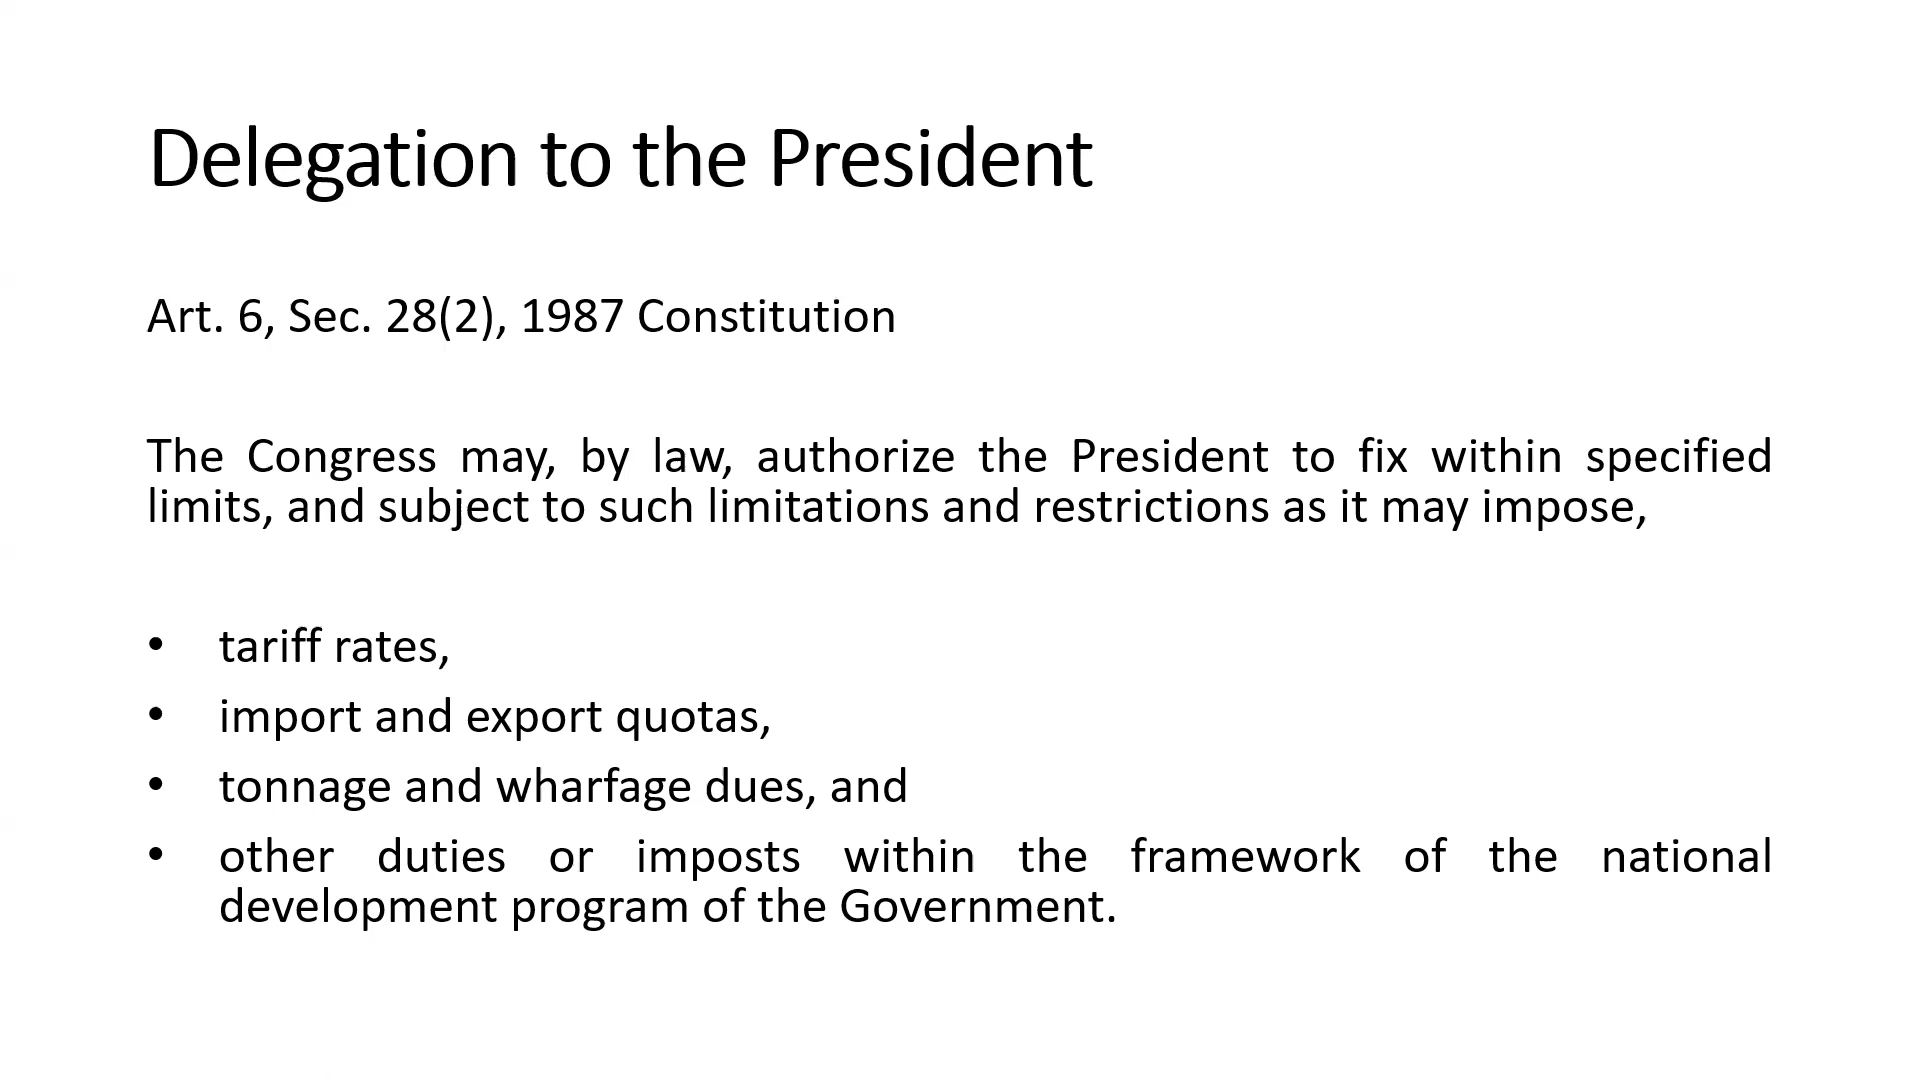 Delegation to the President
Art. 6, Sec. 28(2), 1987 Constitution
The Congress may, by law, authorize the President to fix within specified
limits, and subject to such limitations and restrictions as it may impose,
• tariff rates,
• import and export quotas,
• tonnage and wharfage dues, and
• other duties or imposts within the framework of the national
development program of the Government.